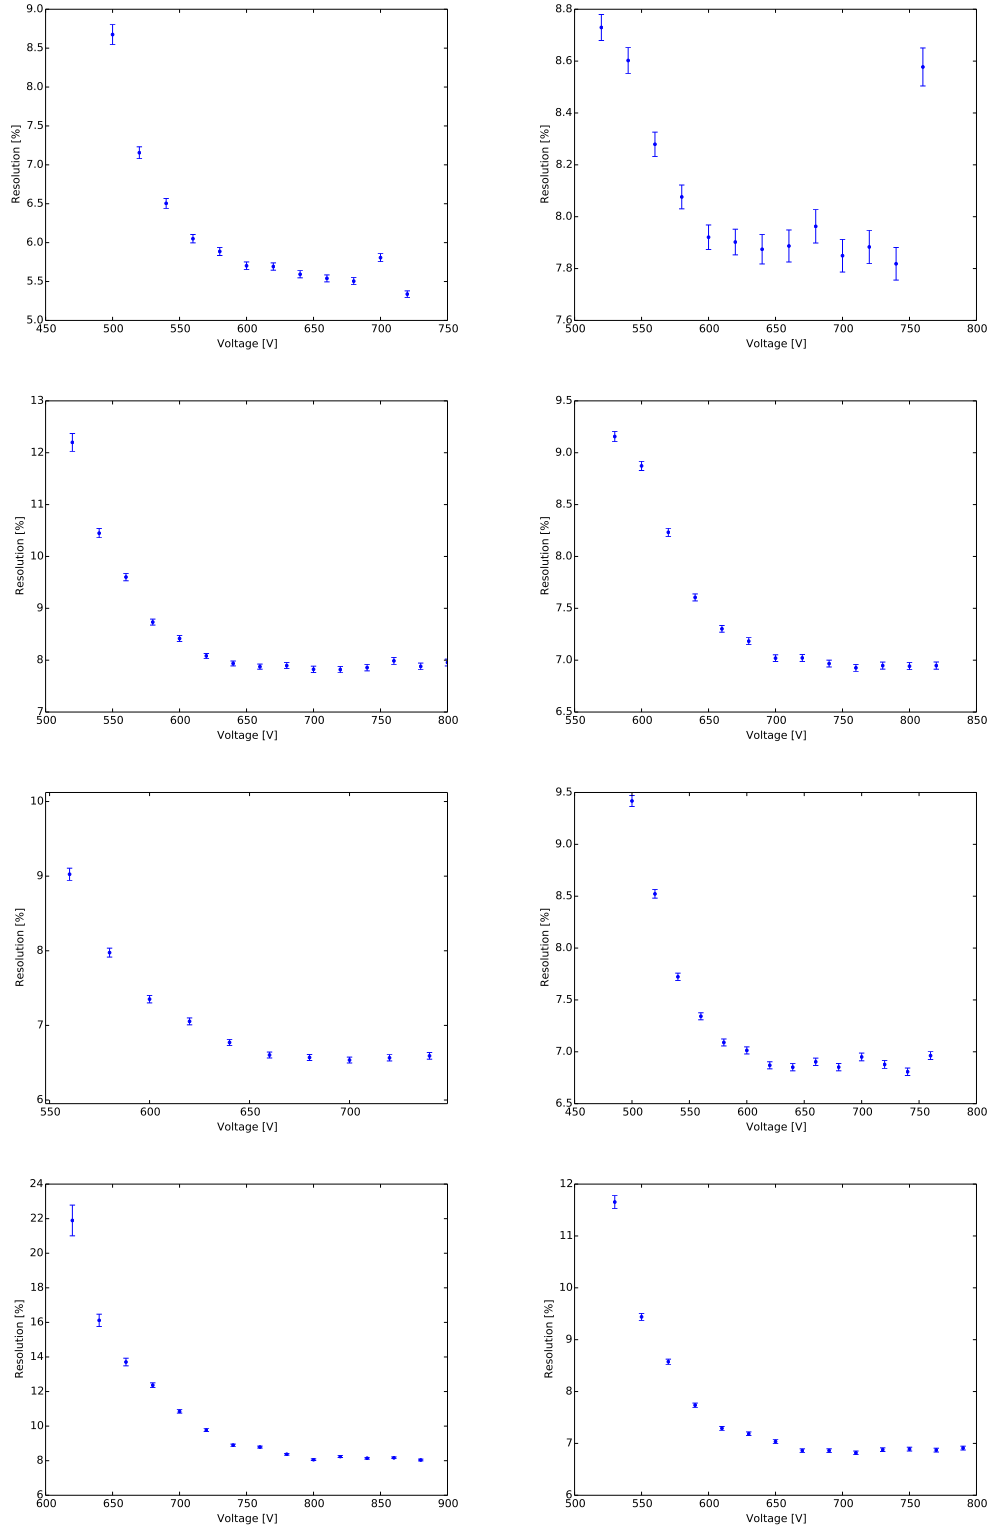 9.0
8.5
8.0
7.5
7.0
6.5
6.0
5.5
5.0
Resolution [%]
450 500 550 600 650 700 750
Voltage [V]
8.8
8.6
8.4
8.2
8.0
7.8
7.6
Resolution [%]
500 550 600 650 700 750 800
Voltage [V]
13
12
11
10
9
8
7
Resolution [%]
500 550 600 650 700 750 800
Voltage [V]
9.5
9.0
8.5
8.0
7.5
7.0
6.5
Resolution [%]
550 600 650 700 750 800 850
Voltage [V]
10
9
8
7
6
Resolution [%]
550 600 650 700
Voltage [V]
9.5
9.0
8.5
8.0
7.5
7.0
6.5
Resolution [%]
450 500 550 600 650 700 750 800
Voltage [V]
24
22
20
18
16
14
12
10
8
6
Resolution [%]
600 650 700 750 800 850 900
Voltage [V]
12
11
10
9
8
7
6
Resolution [%]
500 550 600 650 700 750 800
Voltage [V]